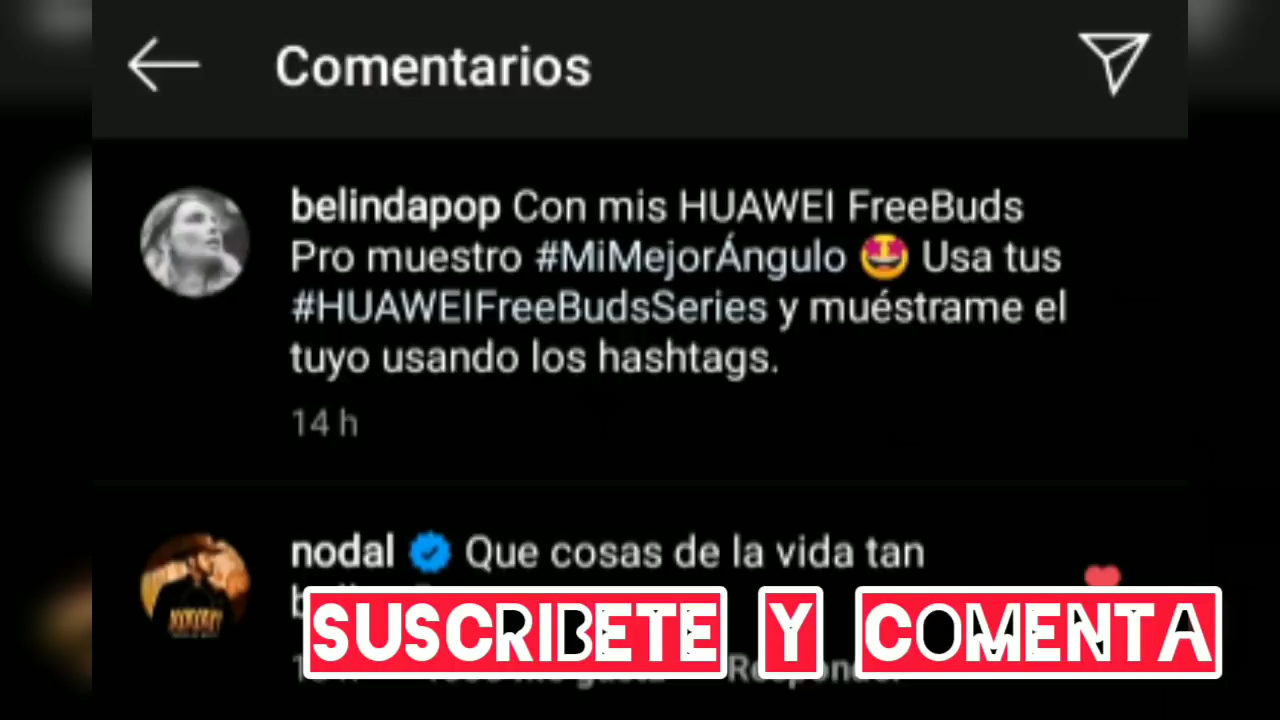 Comentarios
belindapop Con mis HUAWEI FreeBuds
Pro muestro #MiMejorÁngulo 🤩 Usa tus
#HUAWEIFreeBudsSeries y muéstrame el
tuyo usando los hashtags.
14 h
nodal Que cosas de la vida tan
SUSCRIBETE Y COMENTA
Responder